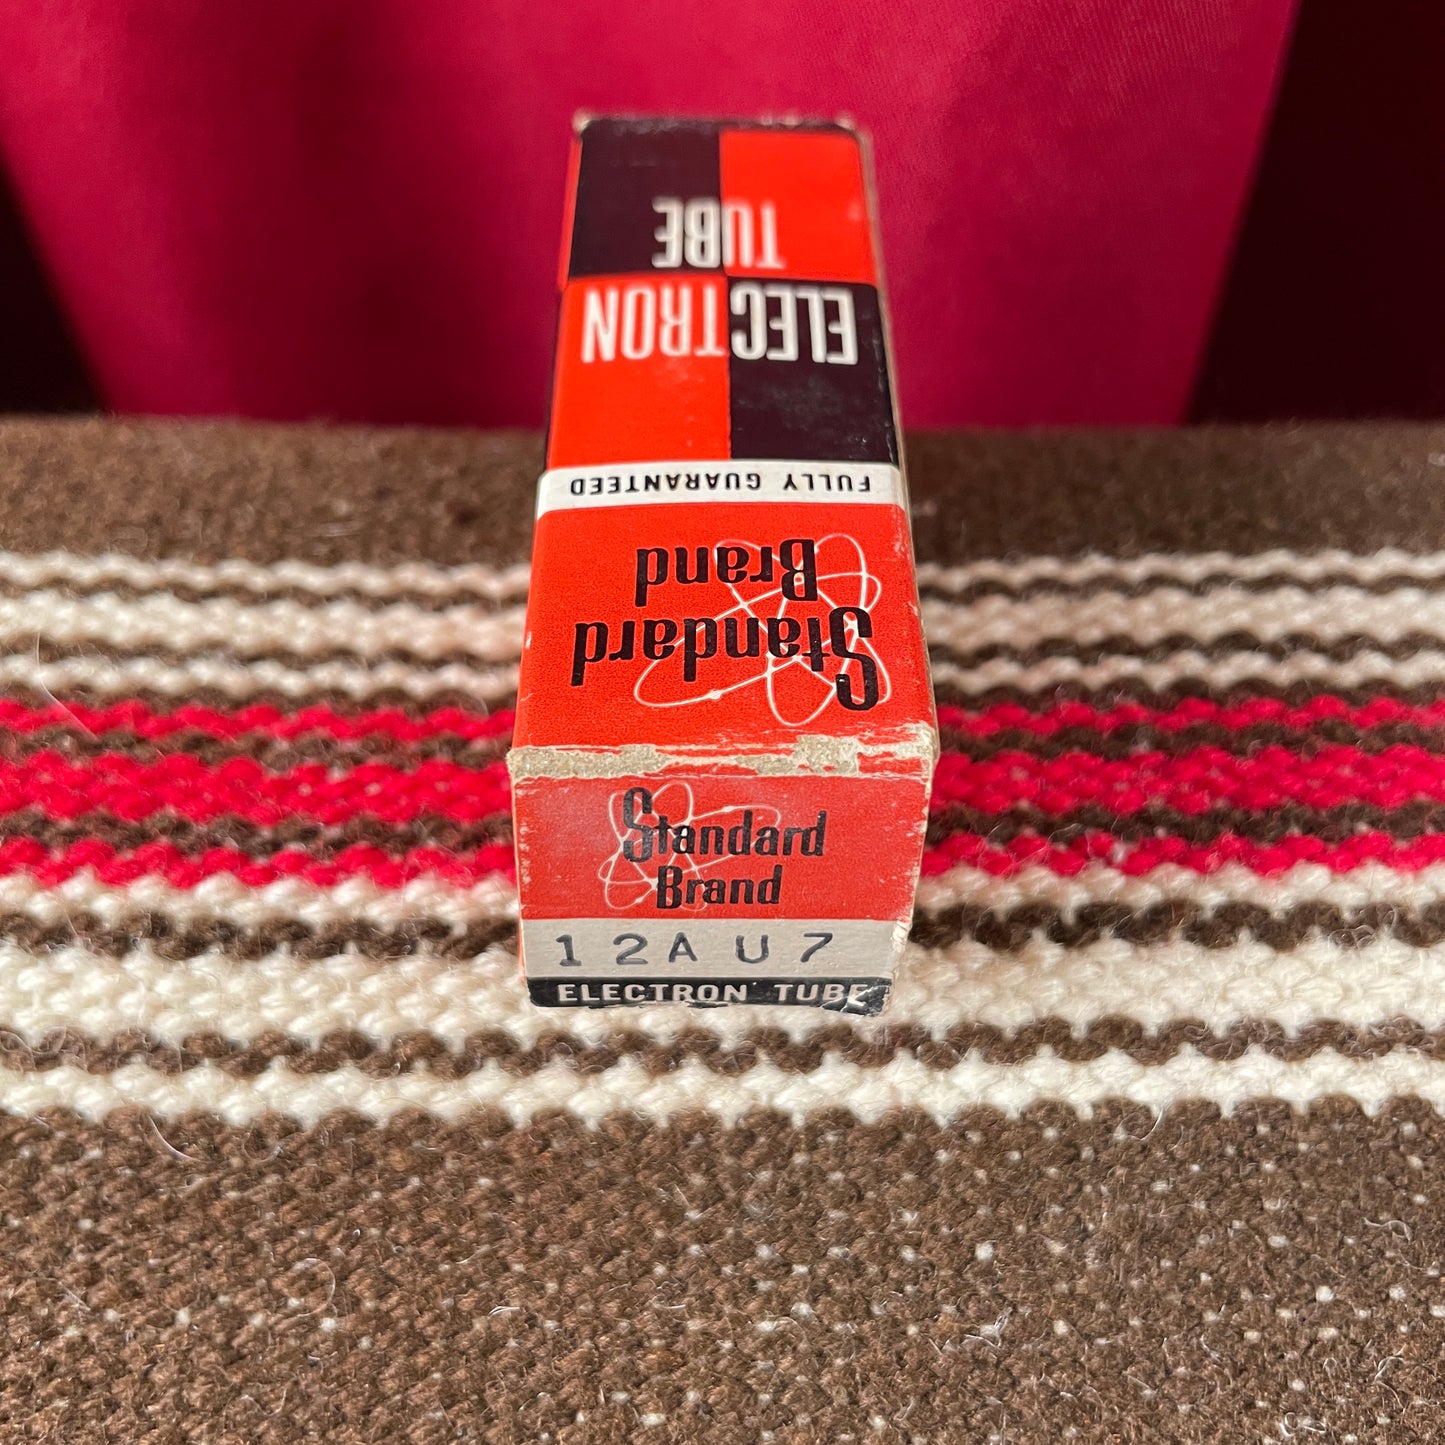 TUBE
ELECTRON
FULLY GUARANTEED
Standard
Brand
Standard
Brand
12AU7
ELECTRON TUBE